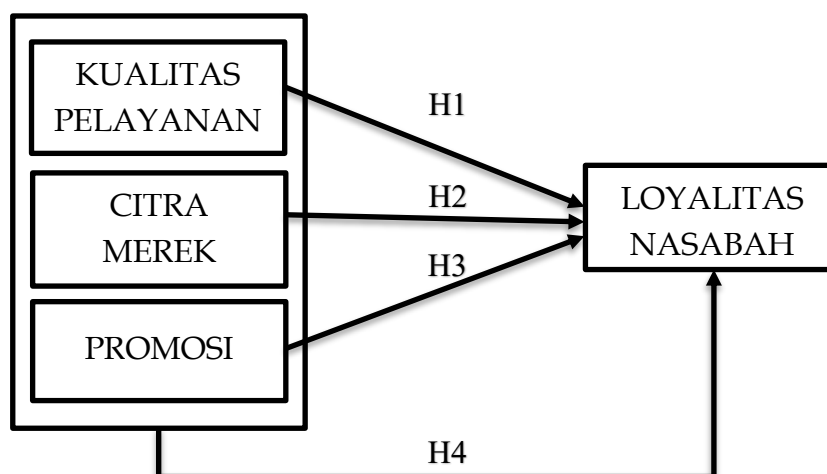 KUALITAS
PELAYANAN
CITRA
MEREK
PROMOSI
H1
H2
H3
LOYALITAS
NASABAH
H4